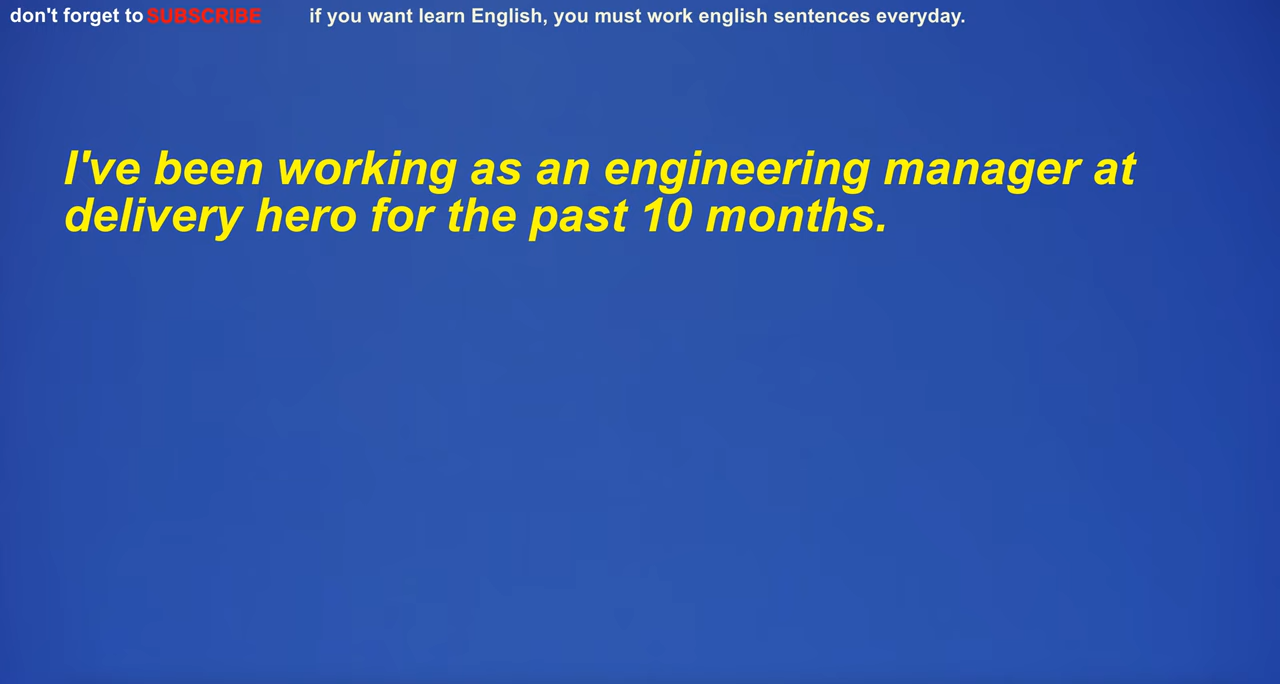 don't forget to SUBSCRIBE if you want learn English, you must work english sentences everyday.
I've been working as an engineering manager at
delivery hero for the past 10 months.